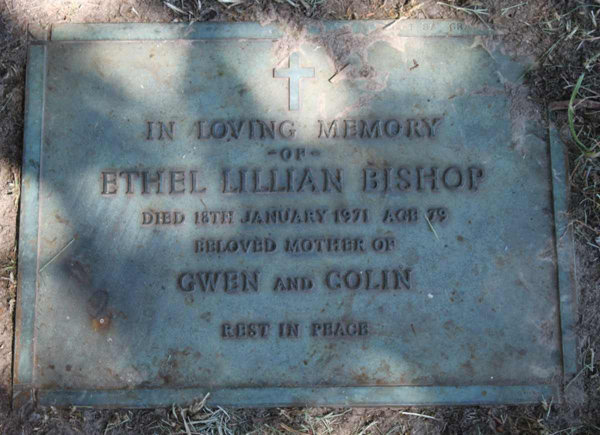 IN LOVING MEMORY
-OF-
ETHEL LILLIAN BISHOP
DIED 18TH JANUARY 1971 AGE 79
BELOVED MOTHER OF
GWEN AND COLIN
REST IN PEACE